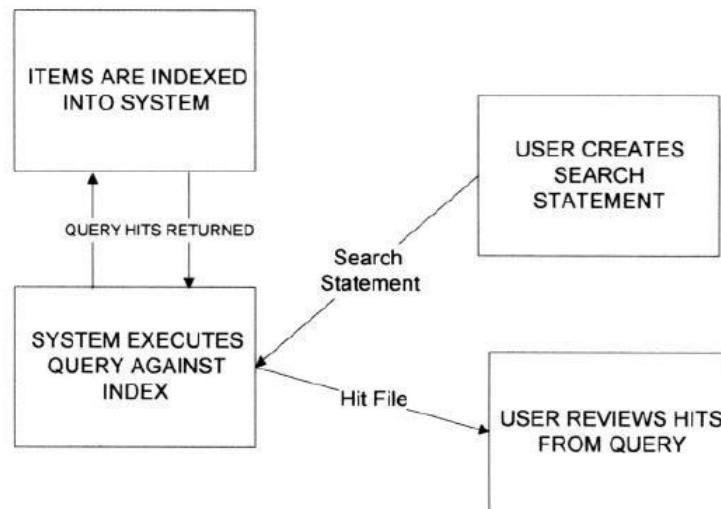 ITEMS ARE INDEXED
INTO SYSTEM
USER CREATES
SEARCH
STATEMENT
QUERY HITS RETURNED
Search
Statement
SYSTEM EXECUTES
QUERY AGAINST
INDEX
Hit File
USER REVIEWS HITS
FROM QUERY